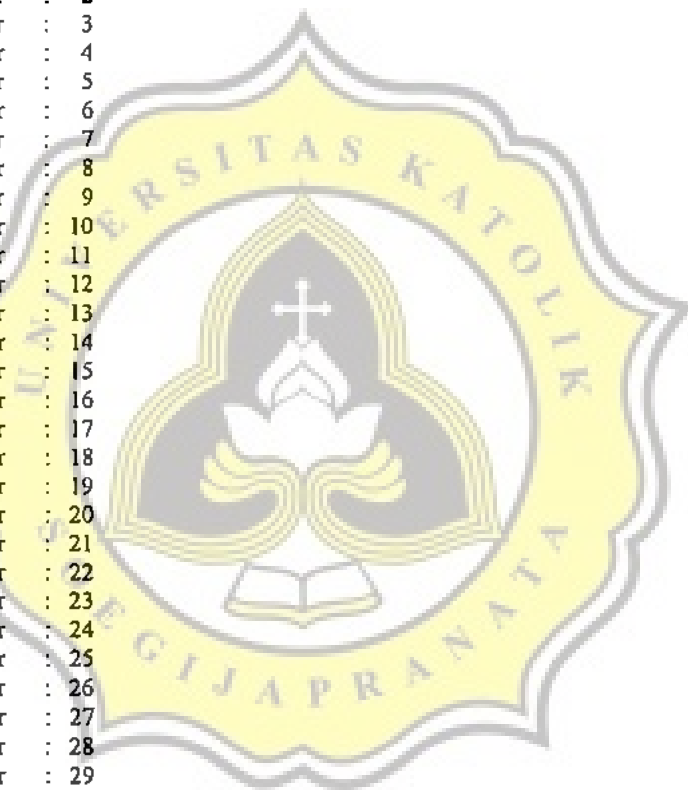 r : 3
r : 4
r : 5
r : 6
r : 7
r : 8
r : 9
r : 10
r : 11
r : 12
r : 13
r : 14
r : 15
r : 16
r : 17
r : 18
r : 19
r : 20
r : 21
r : 22
r : 23
r : 24
r : 25
r : 26
r : 27
r : 28
r : 29
UNIVERSITAS KATOLIK
SOEGIJAPRANATA